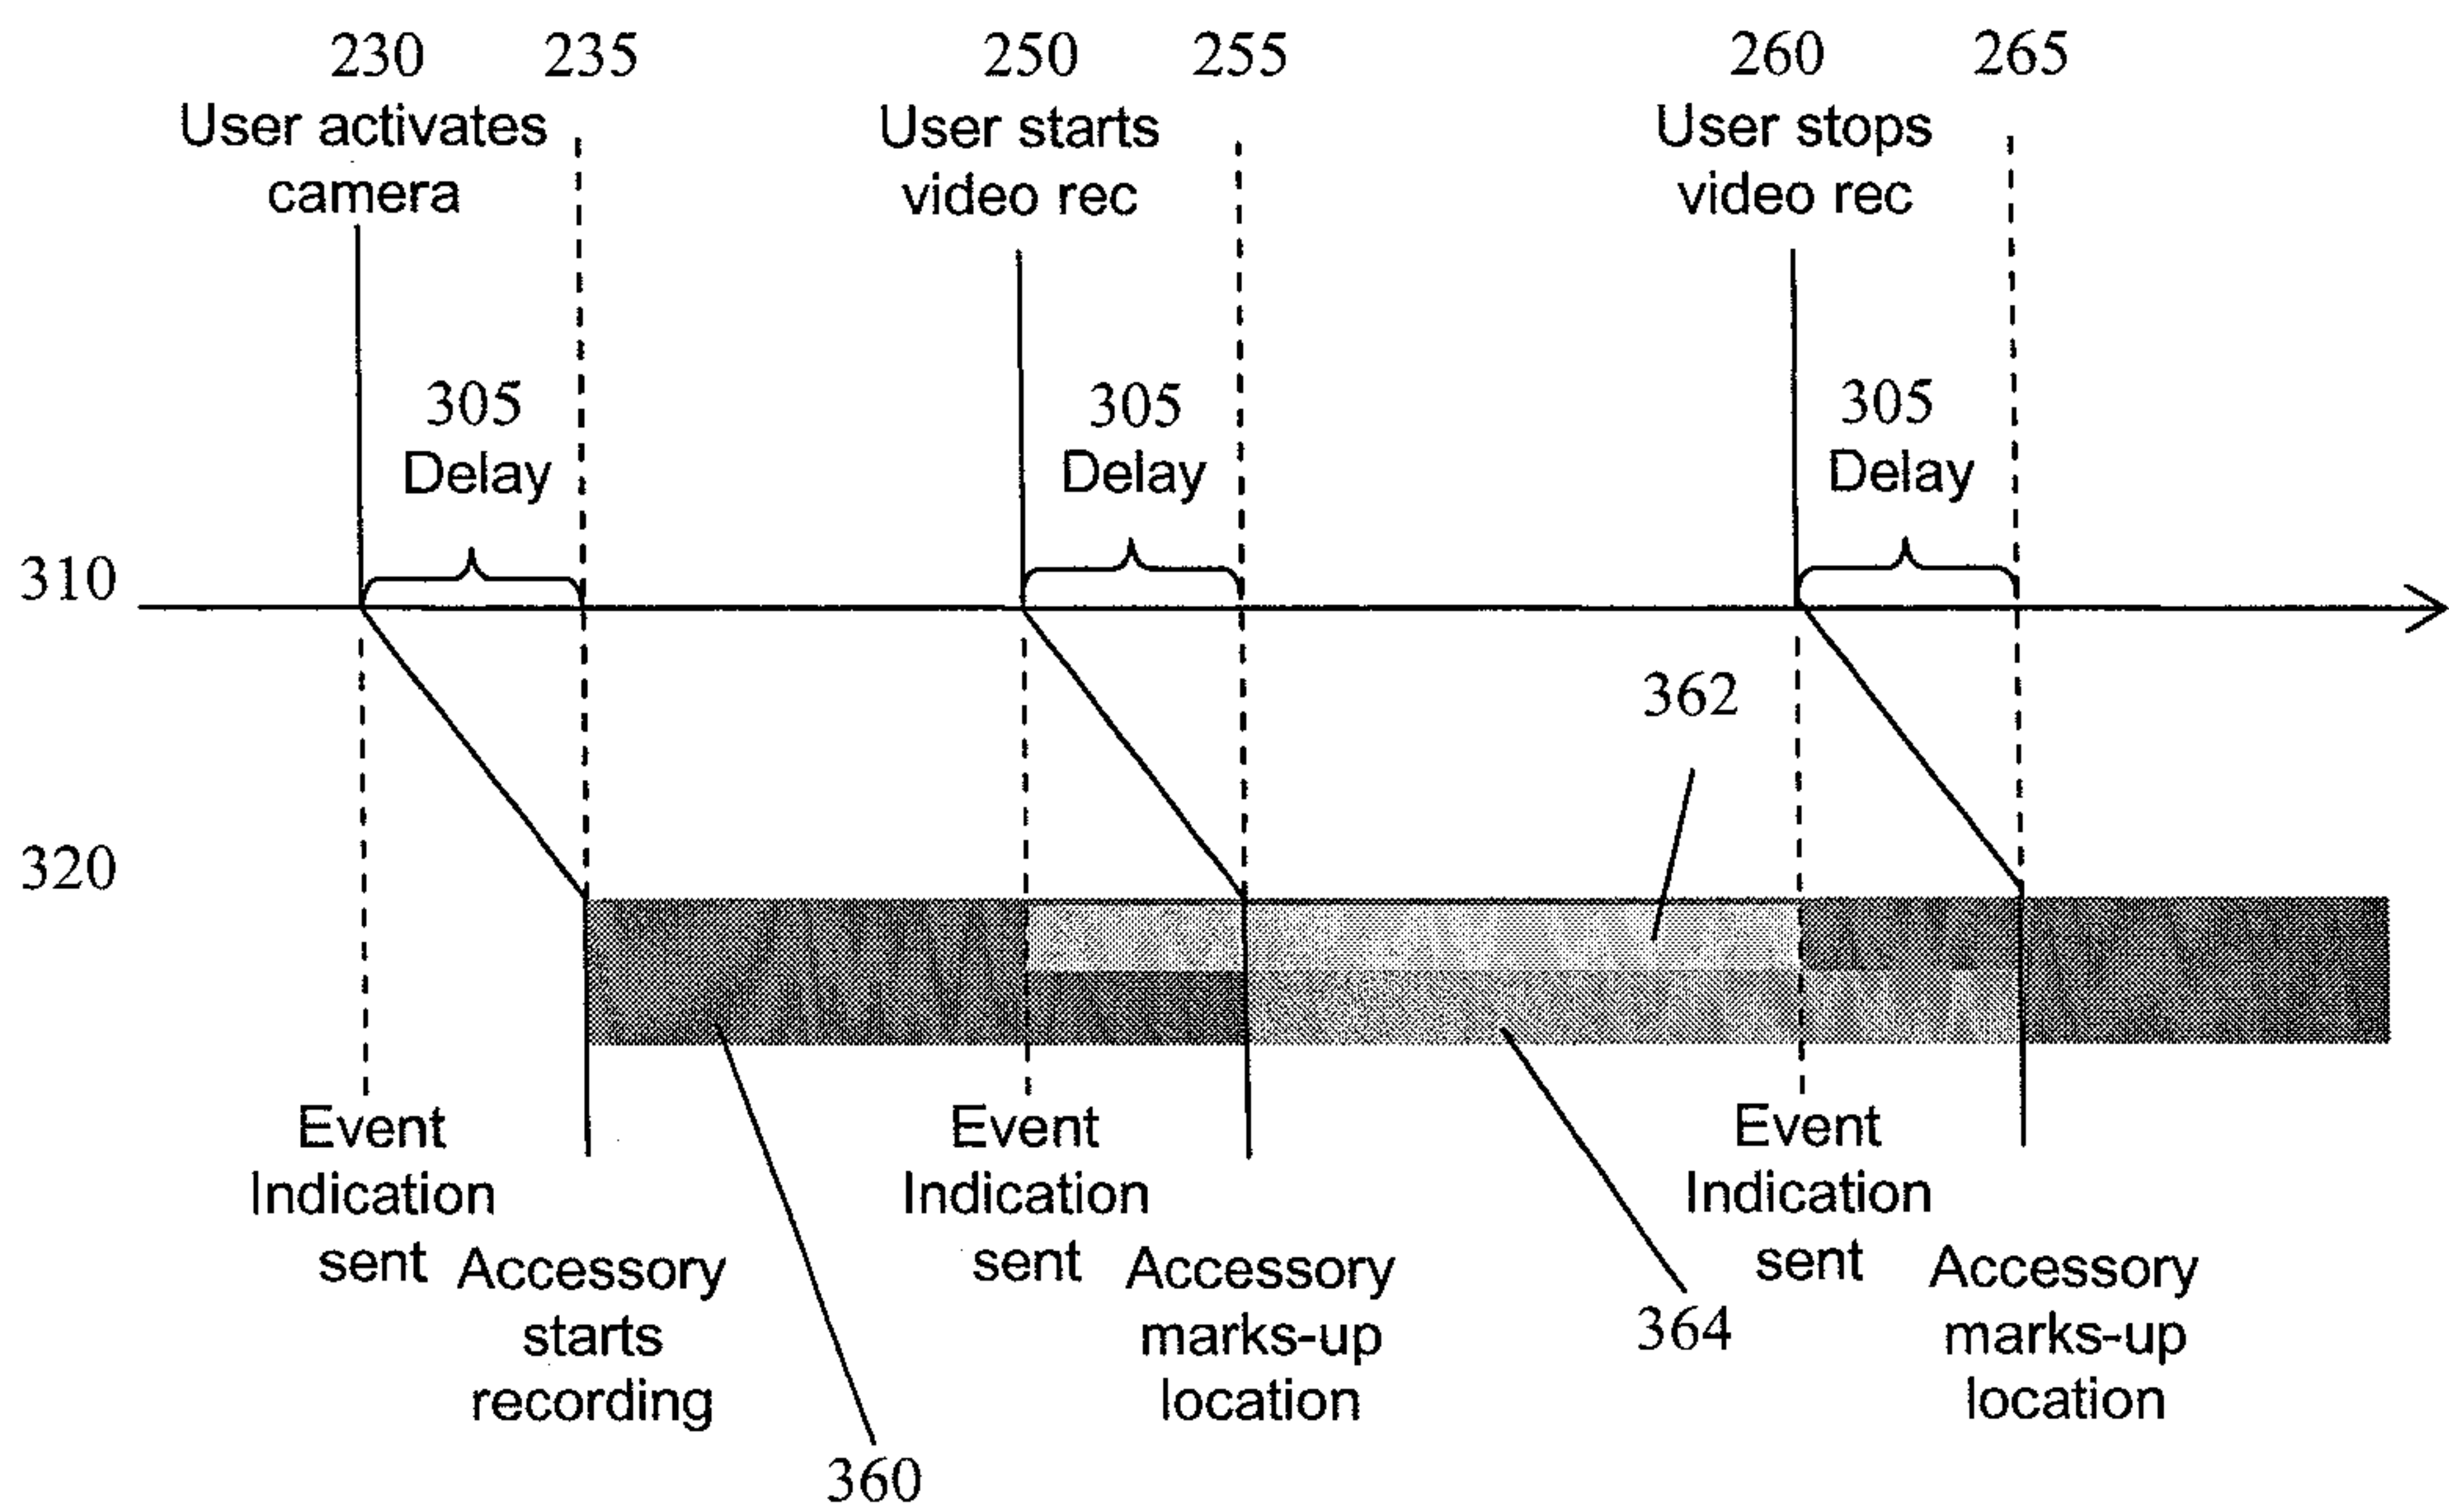 230
235
250
255
260
265
User activates
camera
User starts
video rec
User stops
video rec
305
Delay
305
Delay
305
Delay
310
362
320
Event
Indication
sent
Accessory
starts
recording
Event
Indication
sent
Accessory
marks-up
location
Event
Indication
sent
Accessory
marks-up
location
364
360